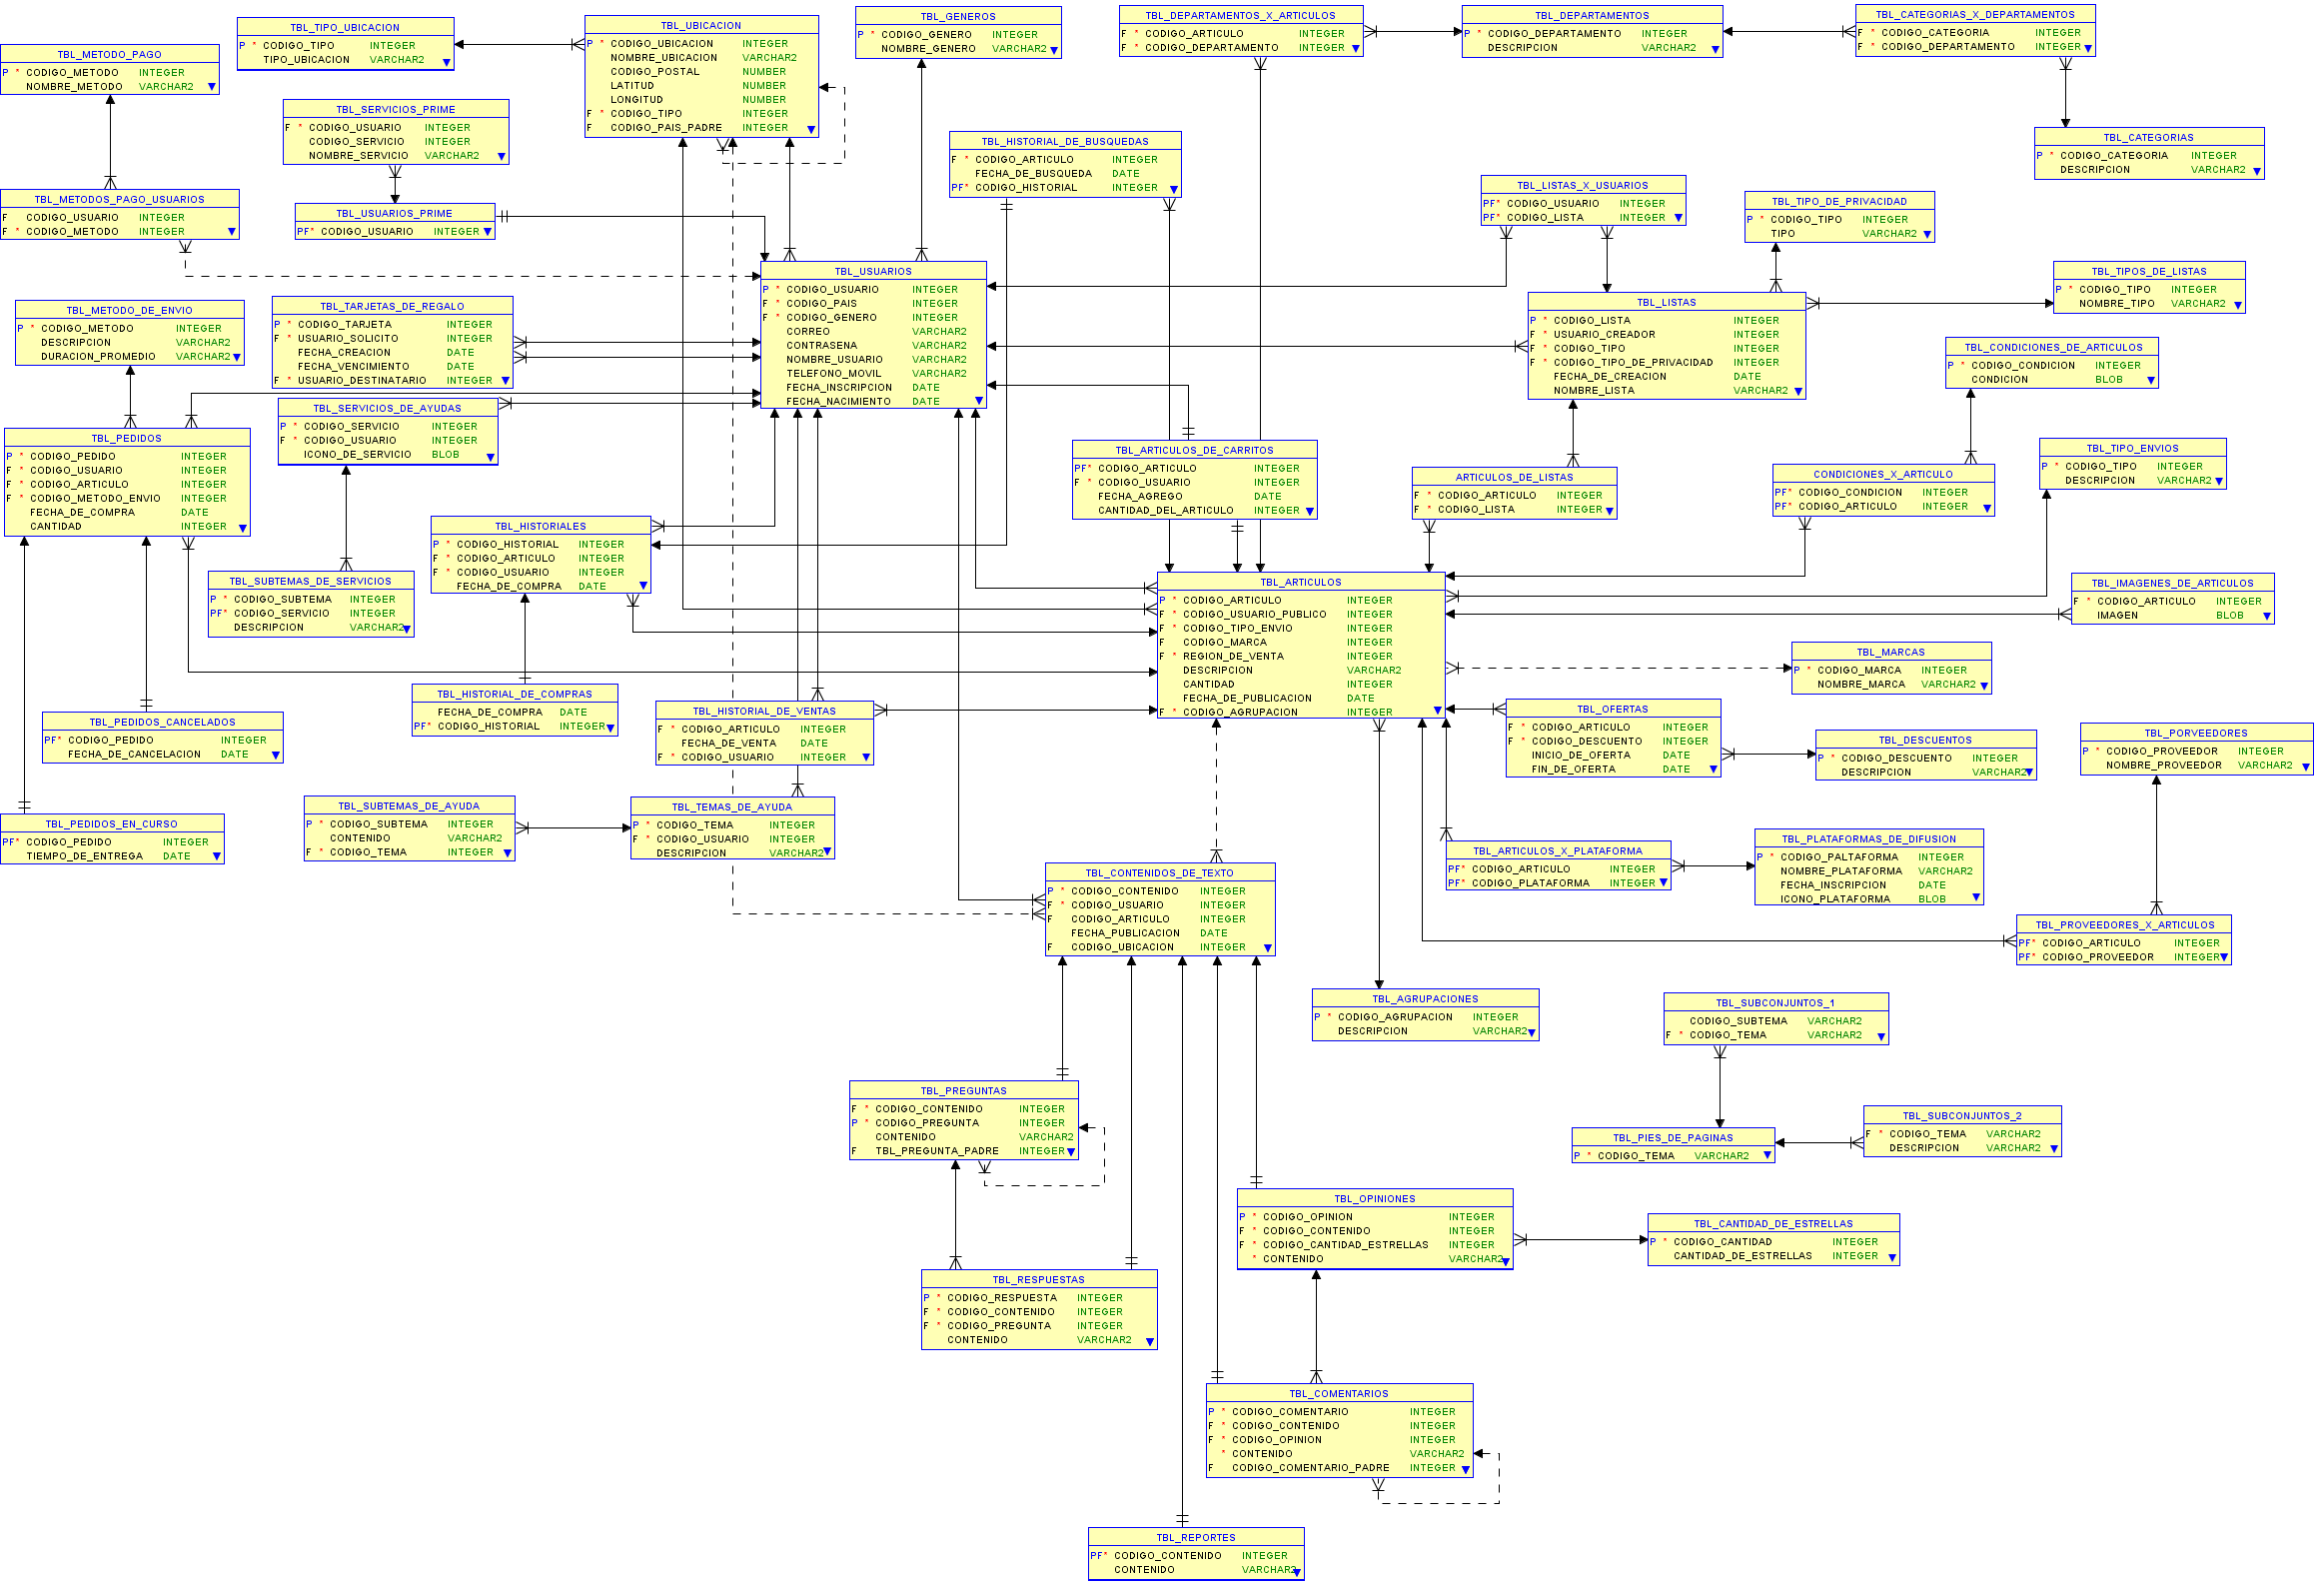 TBL_METODO_PAGO
P * CODIGO_METODO INTEGER
NOMBRE_METODO VARCHAR2
TBL_TIPO_UBICACION
P * CODIGO_TIPO INTEGER
TIPO_UBICACION VARCHAR2
TBL_UBICACION
P * CODIGO_UBICACION INTEGER
NOMBRE_UBICACION VARCHAR2
CODIGO_POSTAL NUMBER
LATITUD NUMBER
LONGITUD NUMBER
F * CODIGO_TIPO INTEGER
F CODIGO_PAIS_PADRE INTEGER
TBL_GENEROS
P * CODIGO_GENERO INTEGER
NOMBRE_GENERO VARCHAR2
TBL_DEPARTAMENTOS_X_ARTICULOS
F * CODIGO_ARTICULO INTEGER
F * CODIGO_DEPARTAMENTO INTEGER
TBL_DEPARTAMENTOS
P * CODIGO_DEPARTAMENTO INTEGER
DESCRIPCION VARCHAR2
TBL_CATEGORIAS_X_DEPARTAMENTOS
F * CODIGO_CATEGORIA INTEGER
F * CODIGO_DEPARTAMENTO INTEGER
TBL_SERVICIOS_PRIME
F * CODIGO_USUARIO INTEGER
CODIGO_SERVICIO INTEGER
NOMBRE_SERVICIO VARCHAR2
TBL_HISTORIAL_DE_BUSQUEDAS
F * CODIGO_ARTICULO INTEGER
FECHA_DE_BUSQUEDA DATE
PF* CODIGO_HISTORIAL INTEGER
TBL_CATEGORIAS
P * CODIGO_CATEGORIA INTEGER
DESCRIPCION VARCHAR2
TBL_METODOS_PAGO_USUARIOS
F CODIGO_USUARIO INTEGER
F * CODIGO_METODO INTEGER
TBL_USUARIOS_PRIME
PF* CODIGO_USUARIO INTEGER
TBL_LISTAS_X_USUARIOS
PF* CODIGO_USUARIO INTEGER
PF* CODIGO_LISTA INTEGER
TBL_TIPO_DE_PRIVACIDAD
P * CODIGO_TIPO INTEGER
TIPO VARCHAR2
TBL_USUARIOS
P * CODIGO_USUARIO INTEGER
F * CODIGO_PAIS INTEGER
F * CODIGO_GENERO INTEGER
CORREO VARCHAR2
CONTRASENA VARCHAR2
NOMBRE_USUARIO VARCHAR2
TELEFONO_MOVIL VARCHAR2
FECHA_INSCRIPCION DATE
FECHA_NACIMIENTO DATE
TBL_TIPOS_DE_LISTAS
P * CODIGO_TIPO INTEGER
NOMBRE_TIPO VARCHAR2
TBL_METODO_DE_ENVIO
P * CODIGO_METODO INTEGER
DESCRIPCION VARCHAR2
DURACION_PROMEDIO VARCHAR2
TBL_TARJETAS_DE_REGALO
P * CODIGO_TARJETA INTEGER
F * USUARIO_SOLICITO INTEGER
FECHA_CREACION DATE
FECHA_VENCIMIENTO DATE
F * USUARIO_DESTINATARIO INTEGER
TBL_LISTAS
P * CODIGO_LISTA INTEGER
F * USUARIO_CREADOR INTEGER
F * CODIGO_TIPO INTEGER
F * CODIGO_TIPO_DE_PRIVACIDAD INTEGER
FECHA_DE_CREACION DATE
NOMBRE_LISTA VARCHAR2
TBL_CONDICIONES_DE_ARTICULOS
P * CODIGO_CONDICION INTEGER
CONDICION BLOB
TBL_SERVICIOS_DE_AYUDAS
P * CODIGO_SERVICIO INTEGER
F * CODIGO_USUARIO INTEGER
ICONO_DE_SERVICIO BLOB
TBL_PEDIDOS
P * CODIGO_PEDIDO INTEGER
F * CODIGO_USUARIO INTEGER
F * CODIGO_ARTICULO INTEGER
F * CODIGO_METODO_ENVIO INTEGER
FECHA_DE_COMPRA DATE
CANTIDAD INTEGER
TBL_ARTICULOS_DE_CARRITOS
PF* CODIGO_ARTICULO INTEGER
F * CODIGO_USUARIO INTEGER
FECHA_AGREGO DATE
CANTIDAD_DEL_ARTICULO INTEGER
ARTICULOS_DE_LISTAS
F * CODIGO_ARTICULO INTEGER
F * CODIGO_LISTA INTEGER
CONDICIONES_X_ARTICULO
PF* CODIGO_CONDICION INTEGER
PF* CODIGO_ARTICULO INTEGER
TBL_TIPO_ENVIOS
P * CODIGO_TIPO INTEGER
DESCRIPCION VARCHAR2
TBL_HISTORIALES
P * CODIGO_HISTORIAL INTEGER
F * CODIGO_ARTICULO INTEGER
F * CODIGO_USUARIO INTEGER
FECHA_DE_COMPRA DATE
TBL_SUBTEMAS_DE_SERVICIOS
P * CODIGO_SUBTEMA INTEGER
PF* CODIGO_SERVICIO INTEGER
DESCRIPCION VARCHAR2
TBL_ARTICULOS
P * CODIGO_ARTICULO INTEGER
F * CODIGO_USUARIO_PUBLICO INTEGER
F * CODIGO_TIPO_ENVIO INTEGER
F CODIGO_MARCA INTEGER
F * REGION_DE_VENTA INTEGER
DESCRIPCION VARCHAR2
CANTIDAD INTEGER
FECHA_DE_PUBLICACION DATE
F * CODIGO_AGRUPACION INTEGER
TBL_IMAGENES_DE_ARTICULOS
F * CODIGO_ARTICULO INTEGER
IMAGEN BLOB
TBL_MARCAS
P * CODIGO_MARCA INTEGER
NOMBRE_MARCA VARCHAR2
TBL_HISTORIAL_DE_COMPRAS
FECHA_DE_COMPRA DATE
PF* CODIGO_HISTORIAL INTEGER
TBL_HISTORIAL_DE_VENTAS
F * CODIGO_ARTICULO INTEGER
FECHA_DE_VENTA DATE
F * CODIGO_USUARIO INTEGER
TBL_OFERTAS
F * CODIGO_ARTICULO INTEGER
F * CODIGO_DESCUENTO INTEGER
INICIO_DE_OFERTA DATE
FIN_DE_OFERTA DATE
TBL_DESCUENTOS
P * CODIGO_DESCUENTO INTEGER
DESCRIPCION VARCHAR2
TBL_PORVEEDORES
P * CODIGO_PROVEEDOR INTEGER
NOMBRE_PROVEEDOR VARCHAR2
TBL_PEDIDOS_CANCELADOS
PF* CODIGO_PEDIDO INTEGER
FECHA_DE_CANCELACION DATE
TBL_PEDIDOS_EN_CURSO
PF* CODIGO_PEDIDO INTEGER
TIEMPO_DE_ENTREGA DATE
TBL_SUBTEMAS_DE_AYUDA
P * CODIGO_SUBTEMA INTEGER
CONTENIDO VARCHAR2
F * CODIGO_TEMA INTEGER
TBL_TEMAS_DE_AYUDA
P * CODIGO_TEMA INTEGER
F * CODIGO_USUARIO INTEGER
DESCRIPCION VARCHAR2
TBL_ARTICULOS_X_PLATAFORMA
PF* CODIGO_ARTICULO INTEGER
PF* CODIGO_PLATAFORMA INTEGER
TBL_PLATAFORMAS_DE_DIFUSION
P * CODIGO_PALTAFORMA INTEGER
NOMBRE_PLATAFORMA VARCHAR2
FECHA_INSCRIPCION DATE
ICONO_PLATAFORMA BLOB
TBL_CONTENIDOS_DE_TEXTO
P * CODIGO_CONTENIDO INTEGER
F * CODIGO_USUARIO INTEGER
F CODIGO_ARTICULO INTEGER
FECHA_PUBLICACION DATE
F CODIGO_UBICACION INTEGER
TBL_PROVEEDORES_X_ARTICULOS
PF* CODIGO_ARTICULO INTEGER
PF* CODIGO_PROVEEDOR INTEGER
TBL_AGRUPACIONES
P * CODIGO_AGRUPACION INTEGER
DESCRIPCION VARCHAR2
TBL_SUBCONJUNTOS_1
CODIGO_SUBTEMA VARCHAR2
F * CODIGO_TEMA VARCHAR2
TBL_PREGUNTAS
F * CODIGO_CONTENIDO INTEGER
P * CODIGO_PREGUNTA INTEGER
CONTENIDO VARCHAR2
F TBL_PREGUNTA_PADRE INTEGER
TBL_PIES_DE_PAGINAS
P * CODIGO_TEMA VARCHAR2
TBL_SUBCONJUNTOS_2
F * CODIGO_TEMA VARCHAR2
DESCRIPCION VARCHAR2
TBL_OPINIONES
P * CODIGO_OPINION INTEGER
F * CODIGO_CONTENIDO INTEGER
F * CODIGO_CANTIDAD_ESTRELLAS INTEGER
* CONTENIDO VARCHAR2
TBL_CANTIDAD_DE_ESTRELLAS
P * CODIGO_CANTIDAD INTEGER
CANTIDAD_DE_ESTRELLAS INTEGER
TBL_RESPUESTAS
P * CODIGO_RESPUESTA INTEGER
F * CODIGO_CONTENIDO INTEGER
F * CODIGO_PREGUNTA INTEGER
CONTENIDO VARCHAR2
TBL_COMENTARIOS
P * CODIGO_COMENTARIO INTEGER
F * CODIGO_CONTENIDO INTEGER
F * CODIGO_OPINION INTEGER
* CONTENIDO VARCHAR2
F CODIGO_COMENTARIO_PADRE INTEGER
TBL_REPORTES
PF* CODIGO_CONTENIDO INTEGER
CONTENIDO VARCHAR2